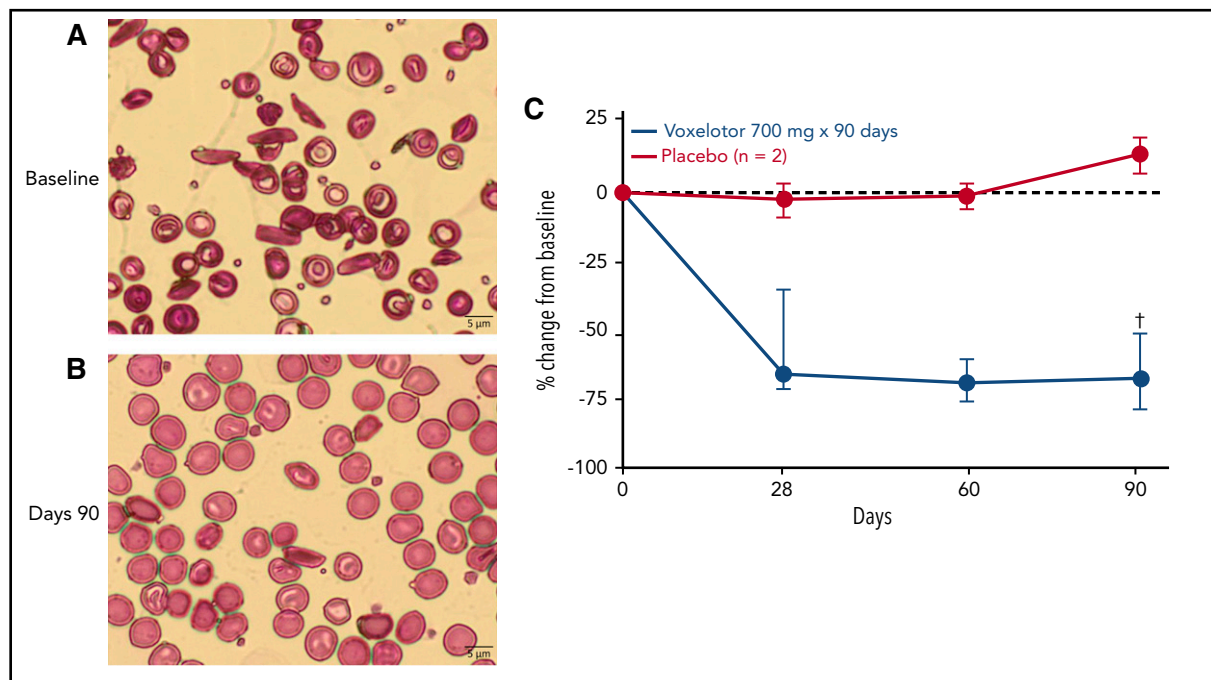 A
Baseline
5 µm
B
Days 90
5 µm
C
% change from baseline
25
0
-25
-50
-75
-100
Voxelotor 700 mg x 90 days
Placebo (n = 2)
†
0 28 60 90
Days